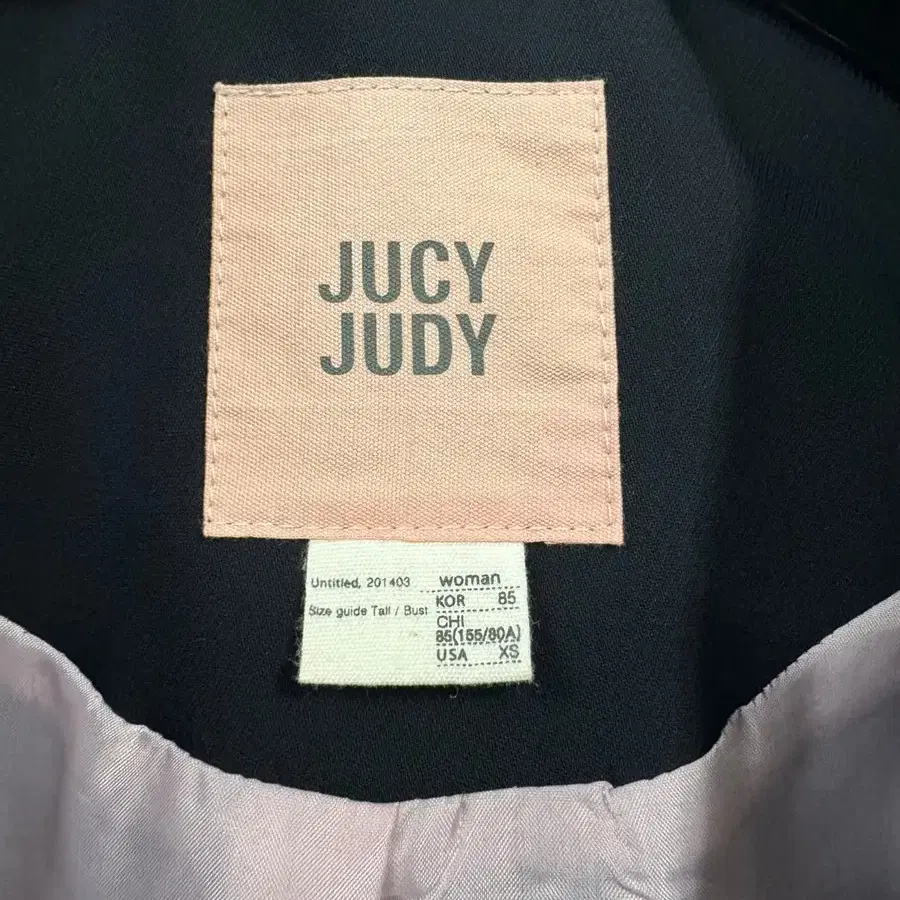 JUCY
JUDY
Untitled, 201403 woman
KOR 85
Size guide Tall / Bust
CHI
85(155/80A)
USA XS